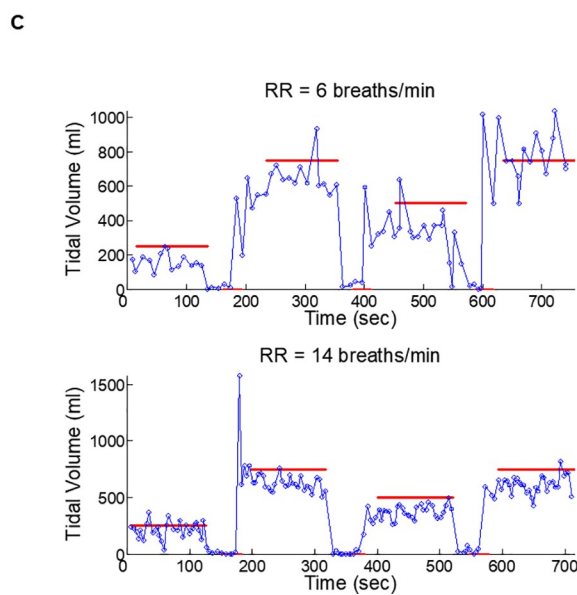 C
RR = 6 breaths/min
Tidal Volume (ml)
1000
800
600
400
200
0
0 100 200 300 400 500 600 700
Time (sec)
RR = 14 breaths/min
Tidal Volume (ml)
1500
1000
500
0
0 100 200 300 400 500 600 700
Time (sec)